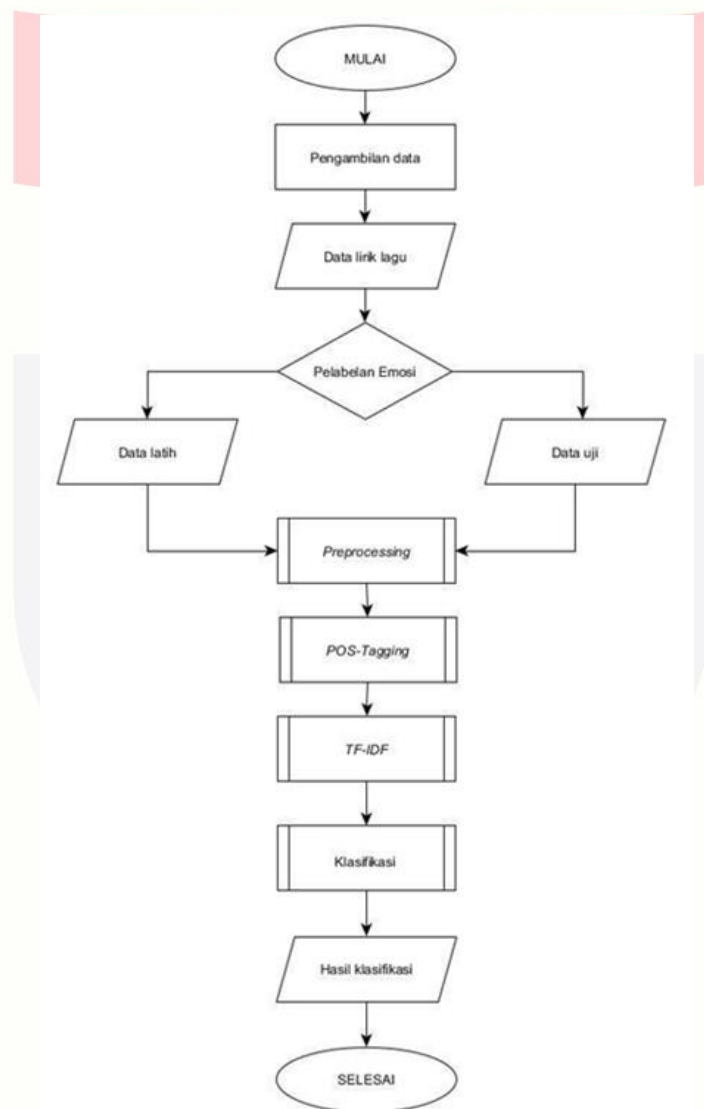 MULAI
Pengambilan data
Data lirik lagu
Pelabelan Emosi
Data latih
Data uji
Preprocessing
POS-Tagging
TF-IDF
Klasifikasi
Hasil klasifikasi
SELESAI